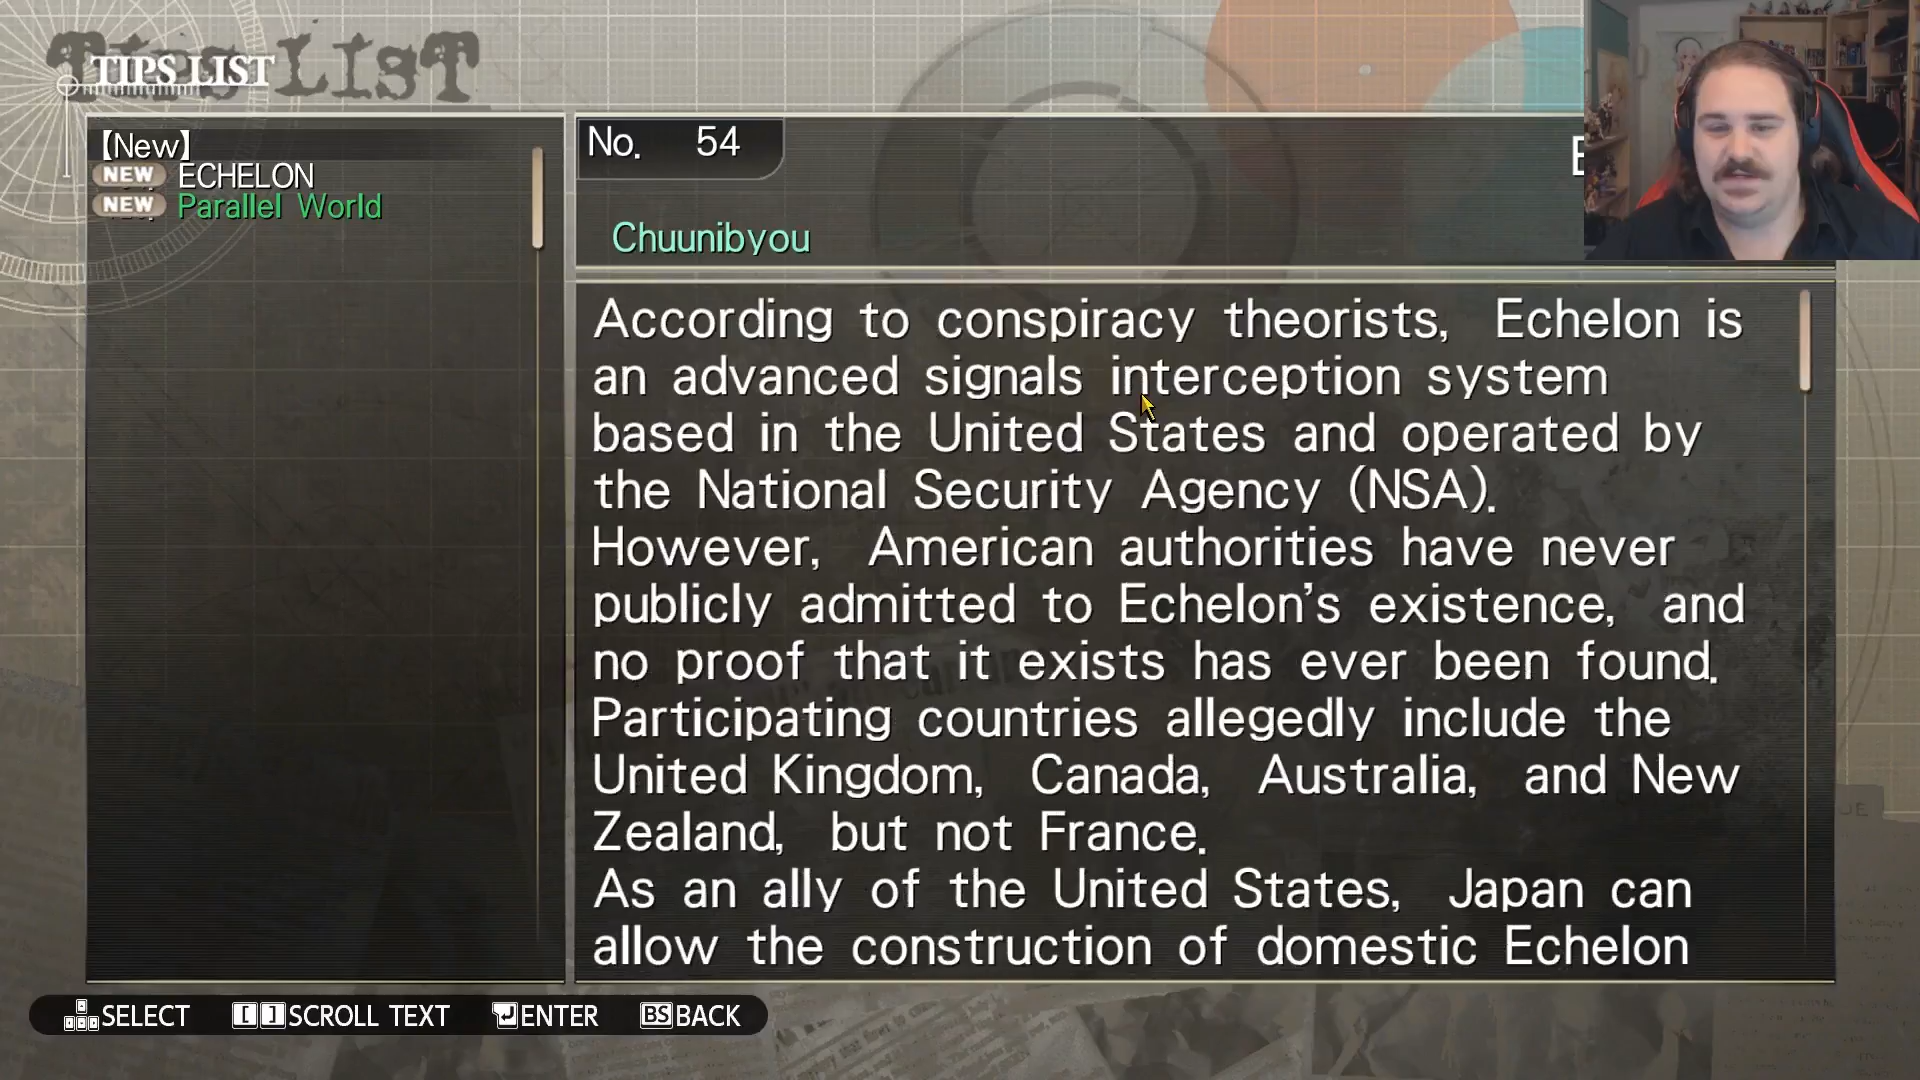 TIPS LIST
TIPS LIST
【New】
NEW ECHELON
NEW Parallel World
No. 54
E
Chuunibyou
According to conspiracy theorists, Echelon is
an advanced signals interception system
based in the United States and operated by
the National Security Agency (NSA).
However, American authorities have never
publicly admitted to Echelon’s existence, and
no proof that it exists has ever been found.
Participating countries allegedly include the
United Kingdom, Canada, Australia, and New
Zealand, but not France.
As an ally of the United States, Japan can
allow the construction of domestic Echelon
SELECT [ ] SCROLL TEXT ENTER BS BACK